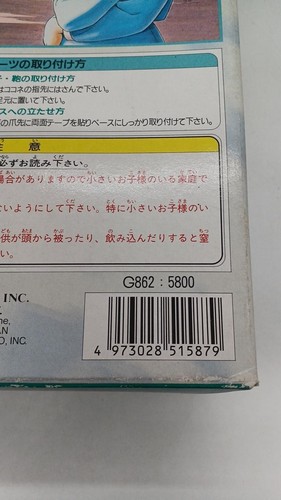 ーツの取り付け方
・鞄の取り付け方
はココネの指先にはさんで下さい。
足元に置いて下さい。
スへの立たせ方
の爪先に両面テープを貼りベースにしっかり取り付けて下さい。
注 意
必ずお読み下さい。
場合がありますので小さいお子様のいる家庭で
ないようにして下さい。特に小さいお子様のい
供が頭から被ったり、飲み込んだりすると窒
い。
G862 : 5800
INC.
ne,
AN
O, INC.
4 973028 515879